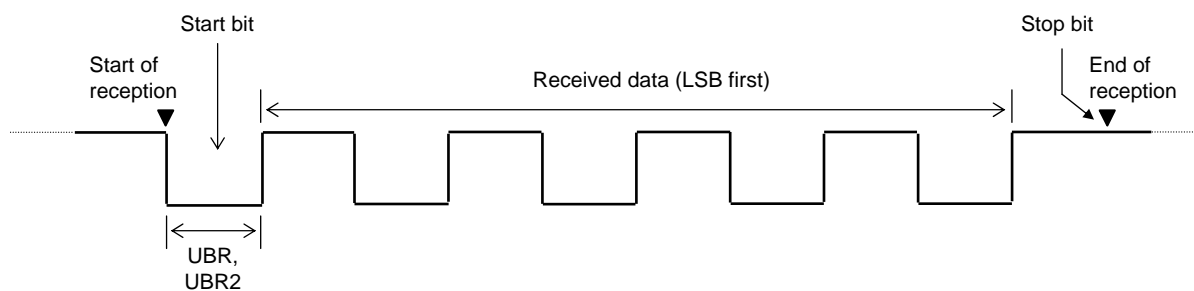 Start bit
Stop bit
Start of
reception
Received data (LSB first)
End of
reception
UBR,
UBR2